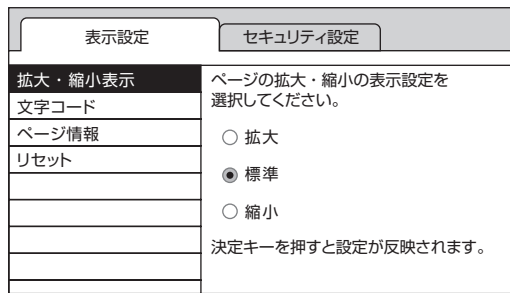 表示設定
セキュリティ設定
拡大・縮小表示
文字コード
ページ情報
リセット
ページの拡大・縮小の表示設定を
選択してください。
拡大
標準
縮小
決定キーを押すと設定が反映されます。